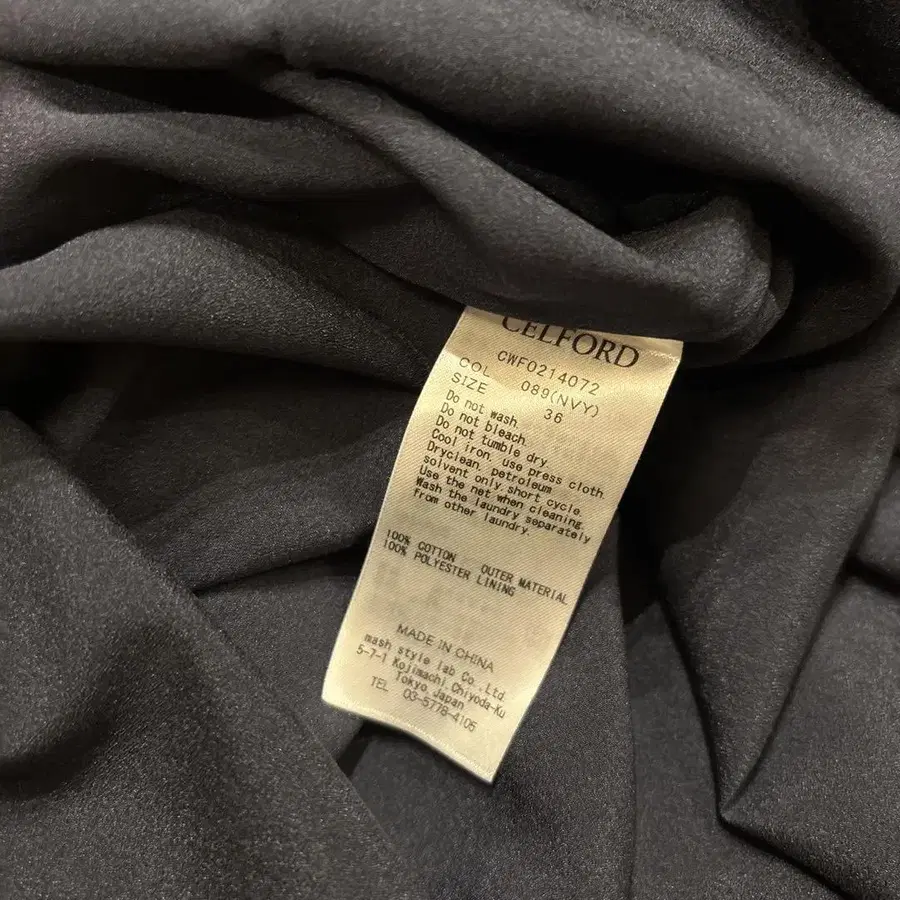 CELFORD
CWF0214072
COL 089(NVY)
SIZE 36
Do not wash.
Do not bleach.
Do not tumble dry.
Cool iron. use press cloth.
Dryclean, petroleum
solvent only.short cycle.
Use the net when cleaning.
Wash the laundry separately
from other laundry.
100% COTTON OUTER MATERIAL
100% POLYESTER LINING
MADE IN CHINA
mash style lab Co.,Ltd
5-7-1 Kojimachi,Chiyoda-Ku
Tokyo Japan
TEL 03-5778-4105